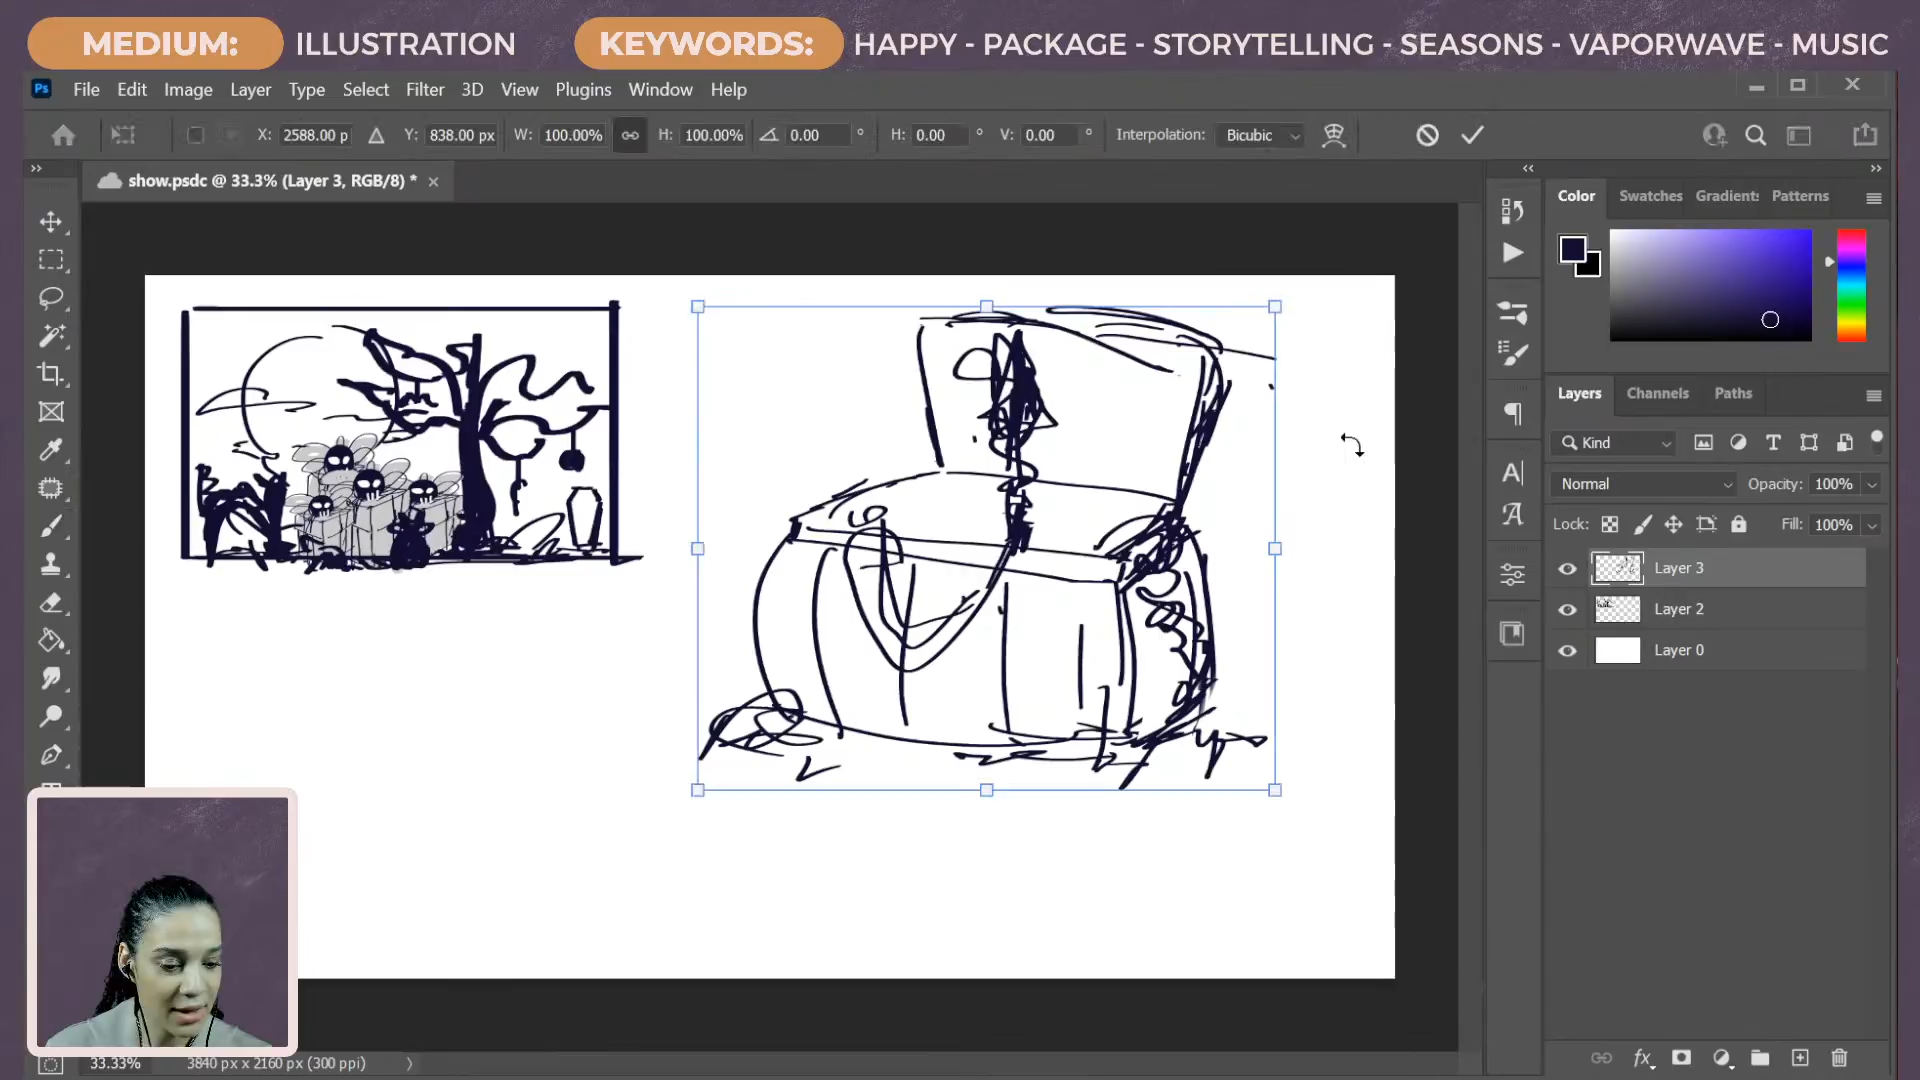 MEDIUM: ILLUSTRATION KEYWORDS: HAPPY - PACKAGE - STORYTELLING - SEASONS - VAPORWAVE - MUSIC
Ps File Edit Image Layer Type Select Filter 3D View Plugins Window Help
X: 2588.00 p Y: 838.00 px W: 100.00% H: 100.00% 0.00 ° H: 0.00 ° V: 0.00 ° Interpolation: Bicubic
show.psdc @ 33.3% (Layer 3, RGB/8) *
Color Swatches Gradients Patterns
Layers Channels Paths
Kind
Normal Opacity: 100%
Lock: Fill: 100%
Layer 3
Layer 2
Layer 0
33.33% 3840 px x 2160 px (300 ppi)